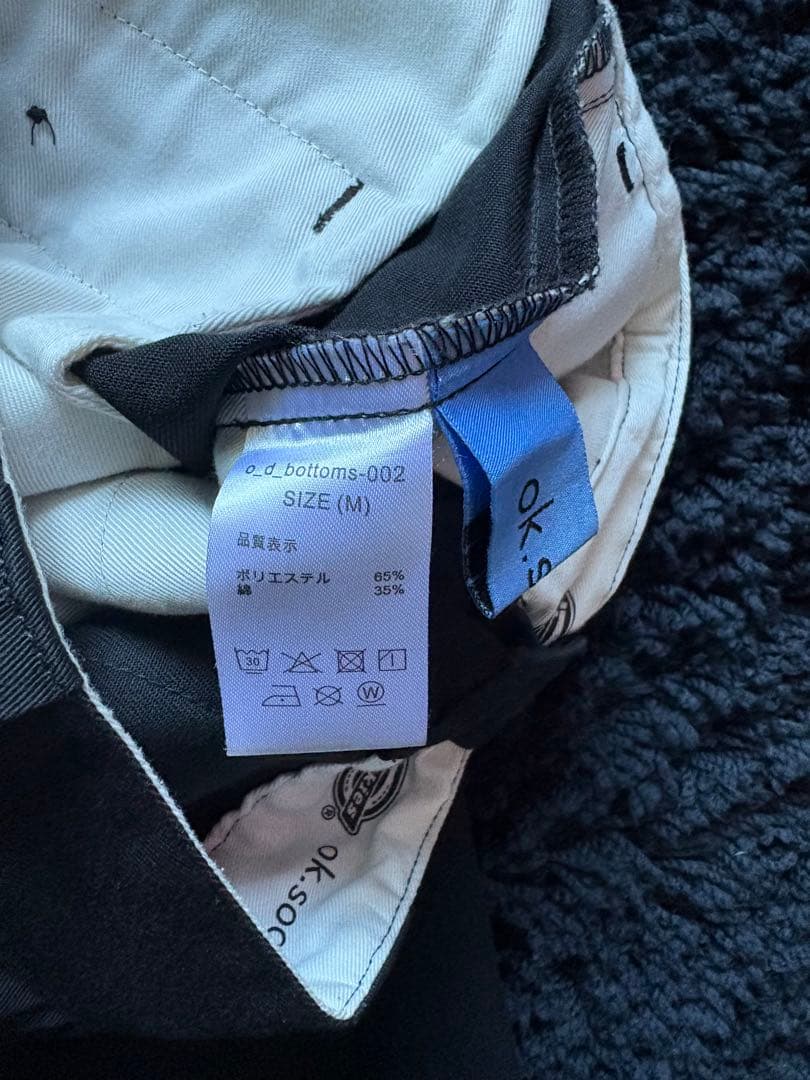 o_d_bottoms-002
SIZE (M)
品質表示
ポリエステル 65%
綿 35%
30
W
ok.s
®
ok.soc